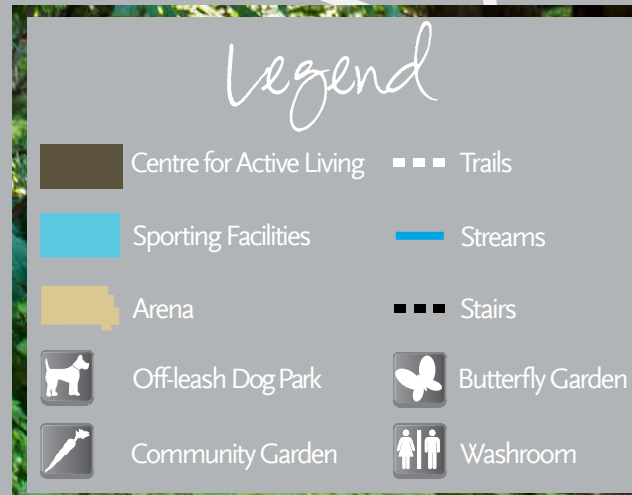 Legend
Centre for Active Living
Trails
Sporting Facilities
Streams
Arena
Stairs
Off-leash Dog Park
Butterfly Garden
Community Garden
Washroom